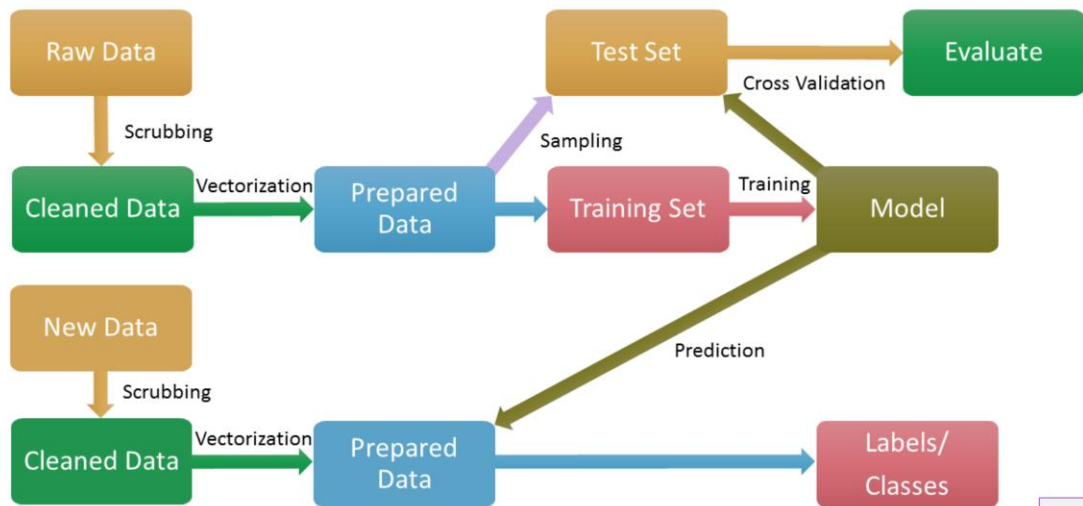 Raw Data
Test Set
Evaluate
Cross Validation
Scrubbing
Sampling
Cleaned Data
Vectorization
Prepared
Data
Training Set
Training
Model
New Data
Prediction
Scrubbing
Cleaned Data
Vectorization
Prepared
Data
Labels/
Classes